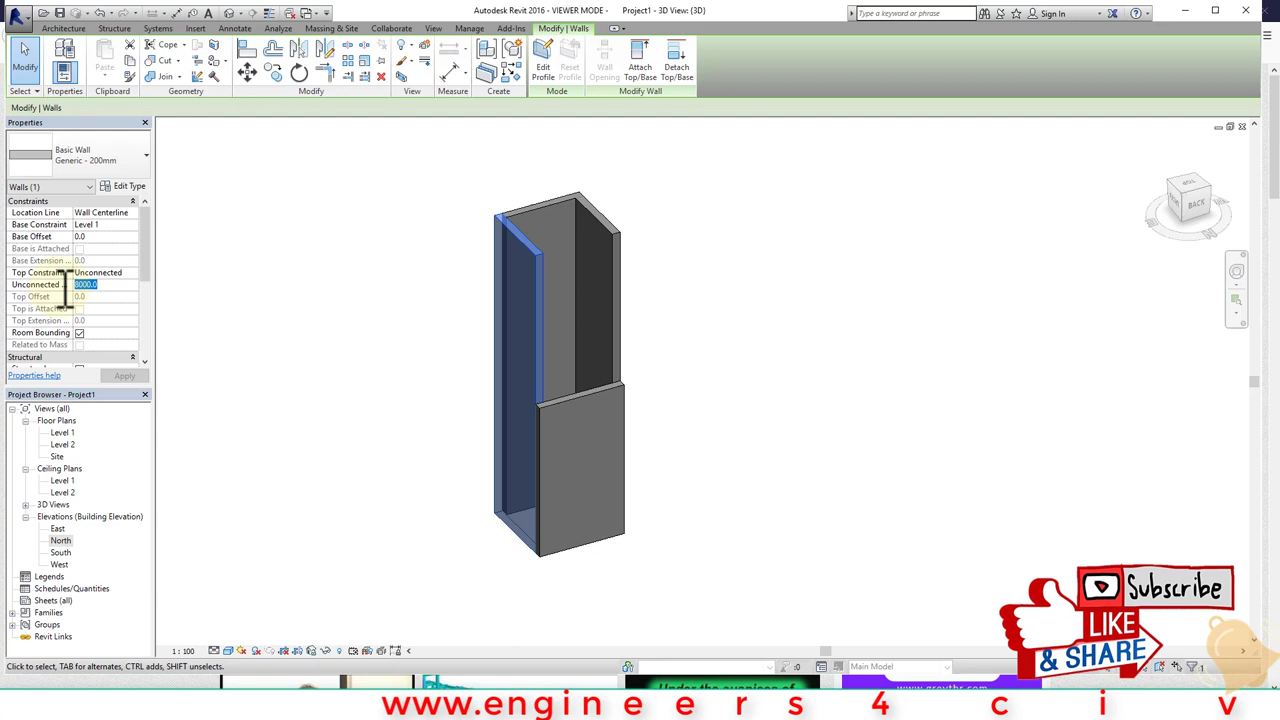 Autodesk Revit 2016 - VIEWER MODE - Project1 - 3D View: {3D}
Type a keyword or phrase
Sign In
Architecture Structure Systems Insert Annotate Analyze Massing & Site Collaborate View Manage Add-Ins Modify | Walls
Modify
Paste
Cope
Cut
Join
Edit Profile
Reset Profile
Wall Opening
Attach Top/Base
Detach Top/Base
Select Properties Clipboard Geometry Modify View Measure Create Mode Modify Wall
Modify | Walls
Properties
Basic Wall
Generic - 200mm
Walls (1)
Edit Type
Constraints
Location Line Wall Centerline
Base Constraint Level 1
Base Offset 0.0
Base is Attached
Base Extension ... 0.0
Top Constraint Unconnected
Unconnected ... 8000.0
Top Offset 0.0
Top is Attached
Top Extension ... 0.0
Room Bounding
Related to Mass
Structural
Properties help
Apply
Project Browser - Project1
Views (all)
Floor Plans
Level 1
Level 2
Site
Ceiling Plans
Level 1
Level 2
3D Views
Elevations (Building Elevation)
East
North
South
West
Legends
Schedules/Quantities
Sheets (all)
Families
Groups
Revit Links
TOP
BACK
1 : 100
Click to select, TAB for alternates, CTRL adds, SHIFT unselects.
:0
Main Model
Subscribe
LIKE
& SHARE
Under the auspices of
www.engineers4civ